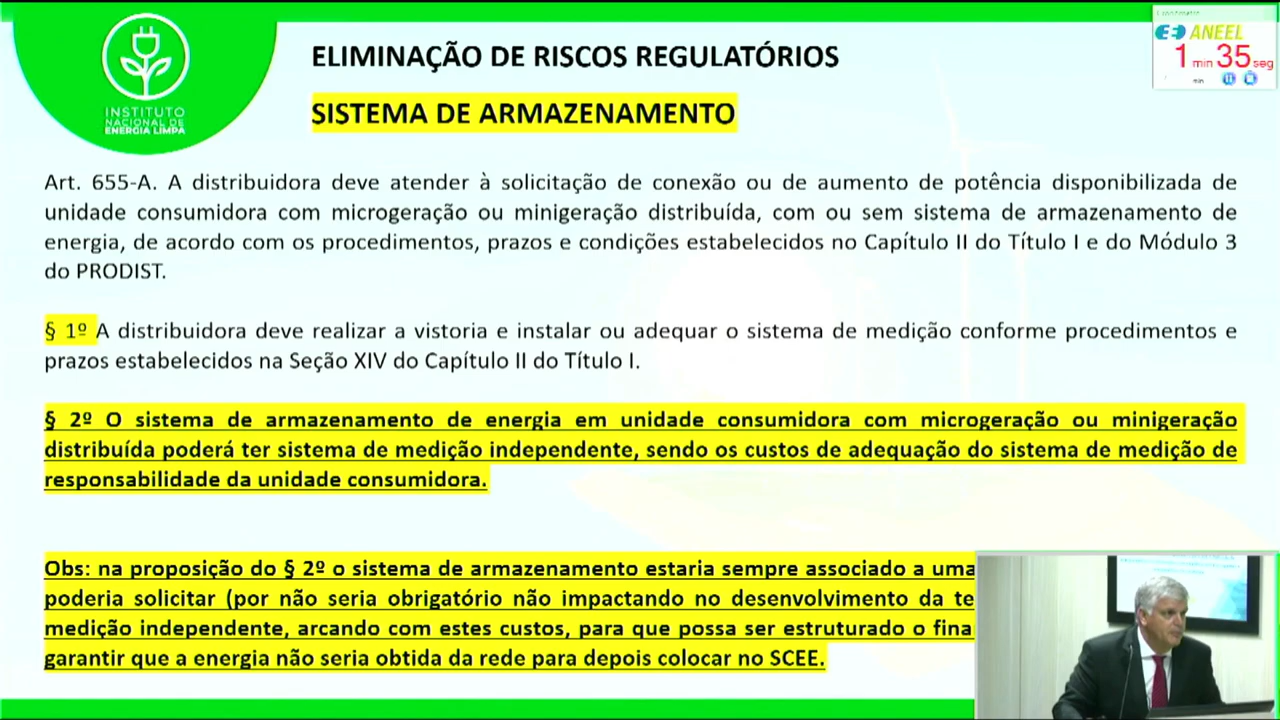 INSTITUTO
NACIONAL DE
ENERGIA LIMPA
ELIMINAÇÃO DE RISCOS REGULATÓRIOS
SISTEMA DE ARMAZENAMENTO
ANEEL
1 min 35 seg
min
Art. 655-A. A distribuidora deve atender à solicitação de conexão ou de aumento de potência disponibilizada de
unidade consumidora com microgeração ou minigeração distribuída, com ou sem sistema de armazenamento de
energia, de acordo com os procedimentos, prazos e condições estabelecidos no Capítulo II do Título I e do Módulo 3
do PRODIST.
§ 1º A distribuidora deve realizar a vistoria e instalar ou adequar o sistema de medição conforme procedimentos e
prazos estabelecidos na Seção XIV do Capítulo II do Título I.
§ 2º O sistema de armazenamento de energia em unidade consumidora com microgeração ou minigeração
distribuída poderá ter sistema de medição independente, sendo os custos de adequação do sistema de medição de
responsabilidade da unidade consumidora.
Obs: na proposição do § 2º o sistema de armazenamento estaria sempre associado a uma
poderia solicitar (por não seria obrigatório não impactando no desenvolvimento da te
medição independente, arcando com estes custos, para que possa ser estruturado o fina
garantir que a energia não seria obtida da rede para depois colocar no SCEE.